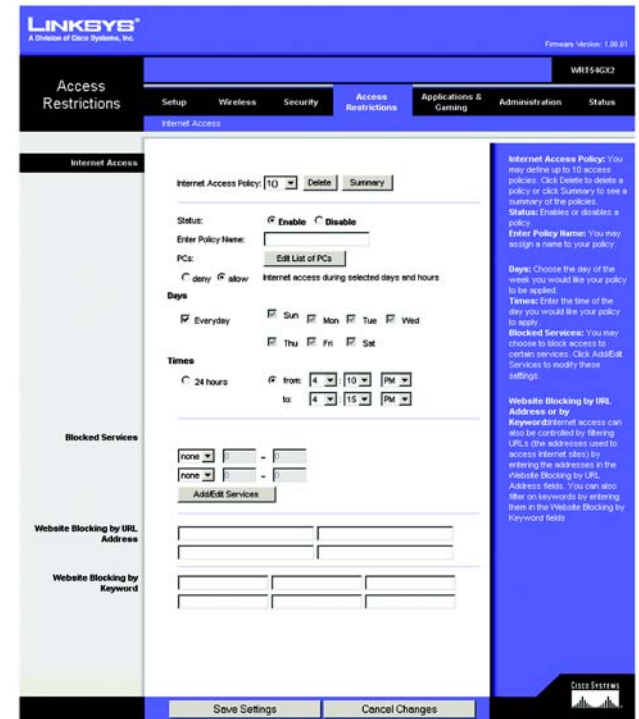 LINKSYS®
A Division of Cisco Systems, Inc.
Firmware Version: 1.00.01
WRT54GX2
Access
Restrictions
Setup
Wireless
Security
Access
Restrictions
Applications &
Gaming
Administration
Status
Internet Access
Internet Access
Internet Access Policy: 1() Delete Summary
Status: Enable Disable
Enter Policy Name:
PCs: Edit List of PCs
deny allow Internet access during selected days and hours
Days
Everyday Sun Mon Tue Wed
Thu Fri Sat
Times
24 hours from: 4 : 10 PM
to: 4 : 15 PM
Blocked Services
none 0 - 0
none 0 - 0
Add/Edit Services
Website Blocking by URL
Address
Website Blocking by
Keyword
Internet Access Policy: You
may define up to 10 access
policies. Click Delete to delete
a policy or click Summary to see a
summary of the policies.
Status: Enables or disables a
policy.
Enter Policy Name: You may
assign a name to your policy.
Days: Choose the day of the
week you would like your policy
to be applied.
Times: Enter the time of the
day you would like your policy
to apply.
Blocked Services: You may
choose to block access to
certain services. Click Add/Edit
Services to modify these
settings.
Website Blocking by URL
Address or by
Keyword:Internet access can
also be controlled by filtering
URLs (the addresses used to
access Internet sites) by
entering the addresses in the
Website Blocking by URL
Address fields. You can also
filter on keywords by entering
them in the Website Blocking by
Keyword fields
Save Settings
Cancel Changes
CISCO SYSTEMS